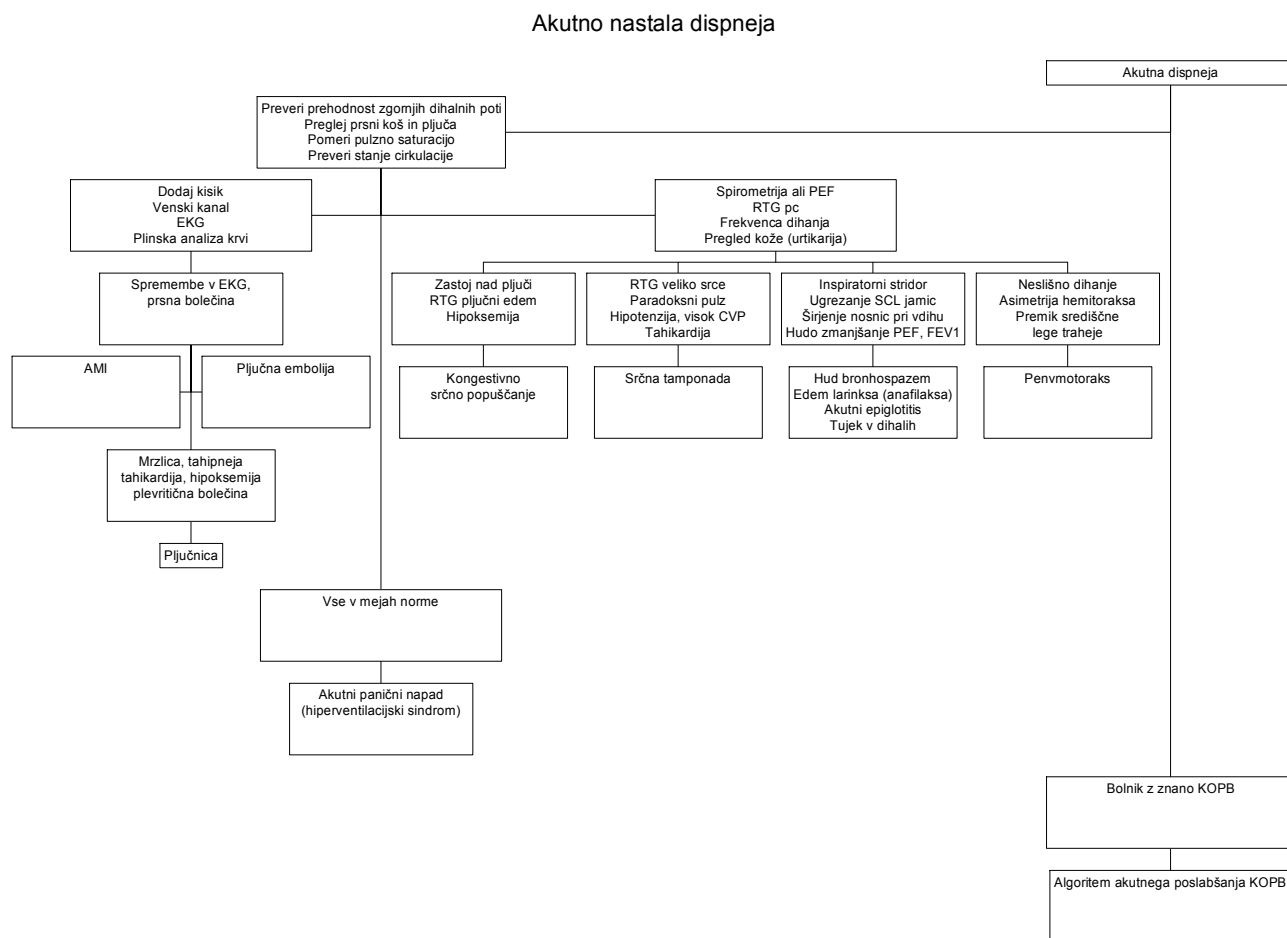 Akutno nastala dispneja
Akutna dispneja
Preveri prehodnost zgornjih dihalnih poti
Preglej prsni koš in pljuča
Pomeri pulzno saturacijo
Preveri stanje cirkulacije
Dodaj kisik
Venski kanal
EKG
Plinska analiza krvi
Spirometrija ali PEF
RTG pc
Frekvenca dihanja
Pregled kože (urtikarija)
Spremembe v EKG,
prsna bolečina
Zastoj nad pljuči
RTG pljučni edem
Hipoksemija
RTG veliko srce
Paradoksni pulz
Hipotenzija, visok CVP
Tahikardija
Inspiratorni stridor
Ugrezanje SCL jamic
Širjenje nosnic pri vdihu
Hudo zmanjšanje PEF, FEV1
Neslišno dihanje
Asimetrija hemitoraksa
Premik središčne
lege traheje
AMI
Pljučna embolija
Kongestivno
srčno popuščanje
Srčna tamponada
Hud bronhospazem
Edem larinksa (anafilaksa)
Akutni epiglotitis
Tujek v dihalih
Penvmotoraks
Mrzlica, tahipneja
tahikardija, hipoksemija
plevritična bolečina
Pljučnica
Vse v mejah norme
Akutni panični napad
(hiperventilacijski sindrom)
Bolnik z znano KOPB
Algoritem akutnega poslabšanja KOPB